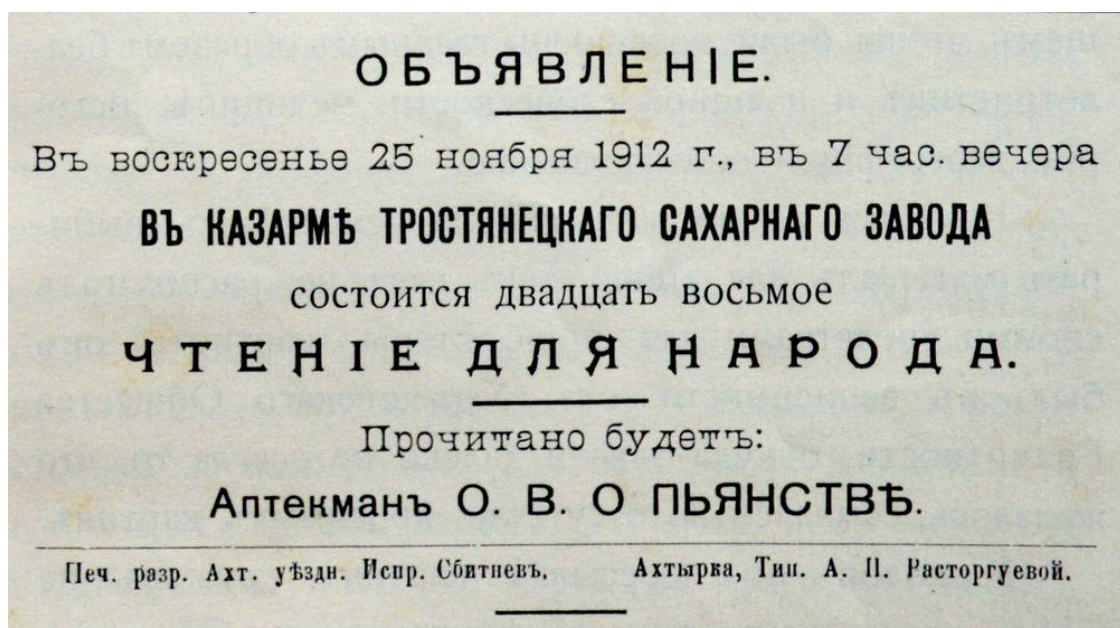 ОБЪЯВЛЕНІЕ.
Въ воскресенье 25 ноября 1912 г., въ 7 час. вечера
ВЪ КАЗАРМѢ ТРОСТЯНЕЦКАГО САХАРНАГО ЗАВОДА
состоится двадцать восьмое
ЧТЕНІЕ ДЛЯ НАРОДА.
Прочитано будетъ:
Аптекманъ О. В. О ПЬЯНСТВѢ.
Печ. разр. Ахт. уѣздн. Испр. Сбитневъ. Ахтырка, Тип. А. П. Расторгуевой.